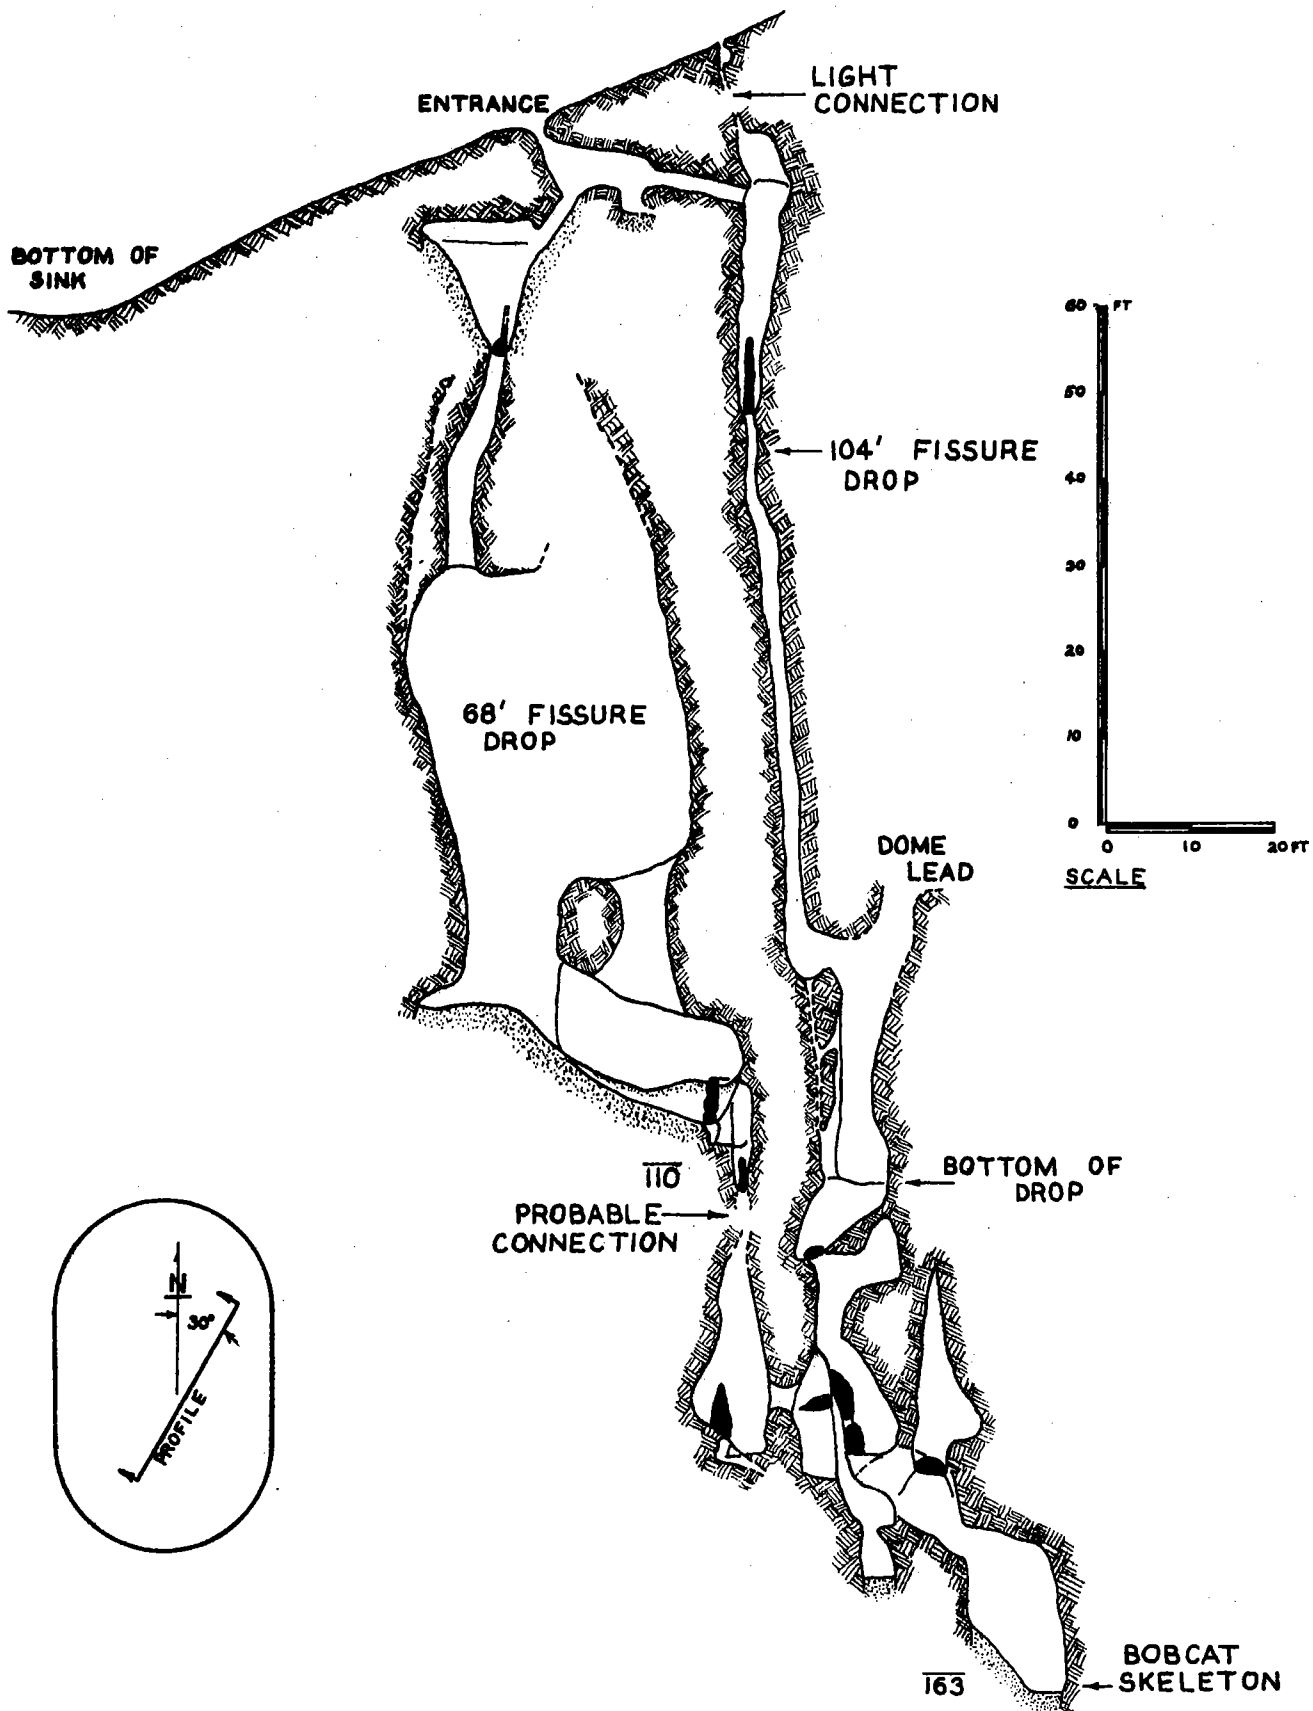 LIGHT
CONNECTION
ENTRANCE
BOTTOM OF
SINK
60 FT
50
40
30
20
10
0
0 10 20 FT
SCALE
104' FISSURE
DROP
68' FISSURE
DROP
DOME
LEAD
110
BOTTOM OF
DROP
PROBABLE
CONNECTION
N
30°
PROFILE
163
BOBCAT
SKELETON